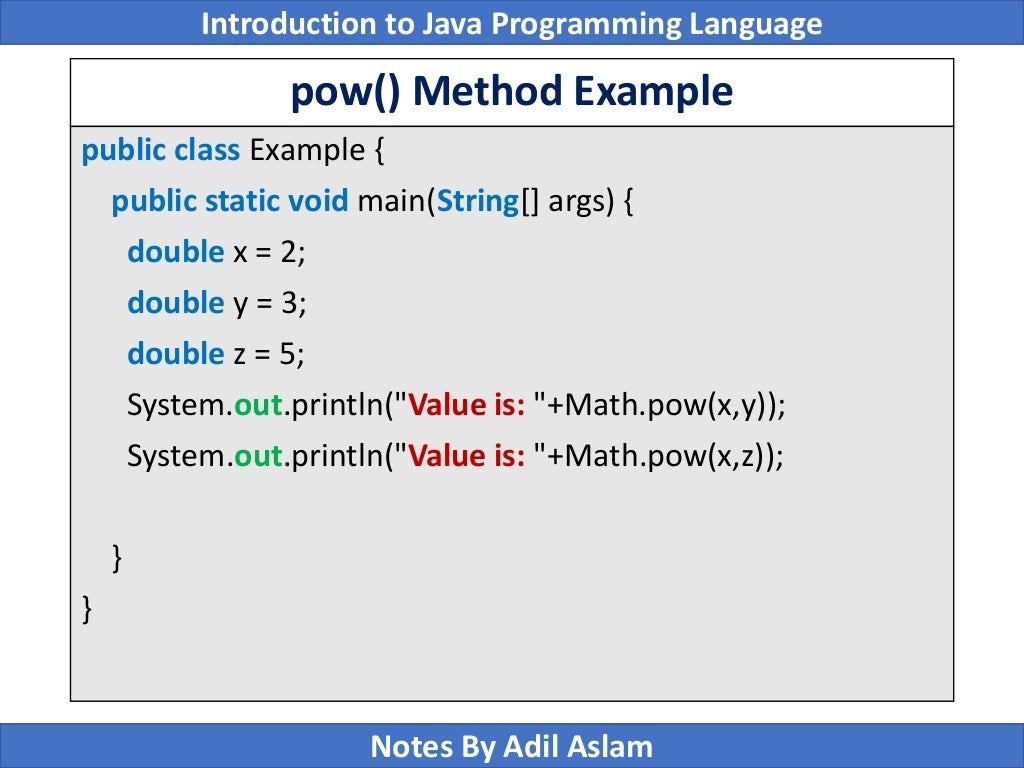 Introduction to Java Programming Language
pow() Method Example
public class Example {
public static void main(String[] args) {
double x = 2;
double y = 3;
double z = 5;
System.out.println("Value is: "+Math.pow(x,y));
System.out.println("Value is: "+Math.pow(x,z));
}
}
Notes By Adil Aslam